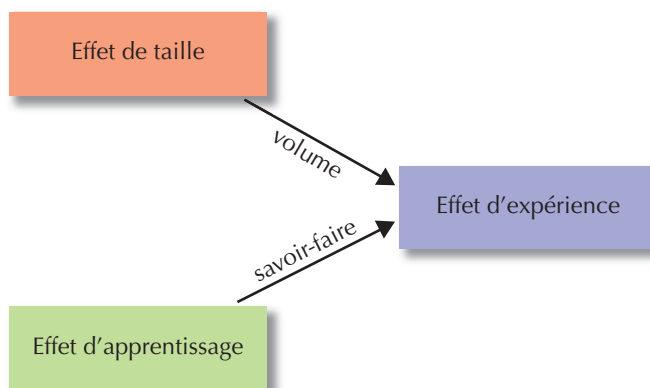 Effet de taille
volume
Effet d’expérience
savoir-faire
Effet d’apprentissage